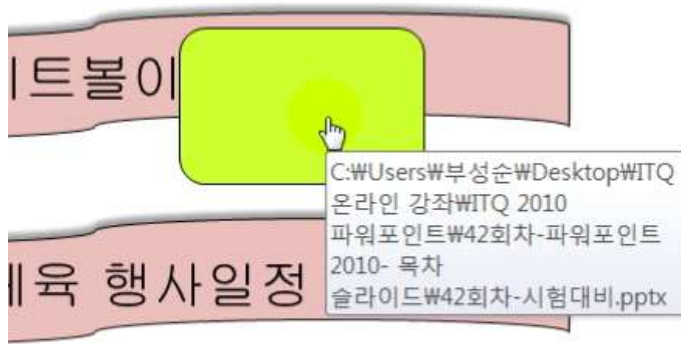 이트볼이
C:₩Users₩부성순₩Desktop₩ITQ
온라인 강좌₩ITQ 2010
파워포인트₩42회차-파워포인트
2010- 목차
슬라이드₩42회차-시험대비.pptx
육 행사일정